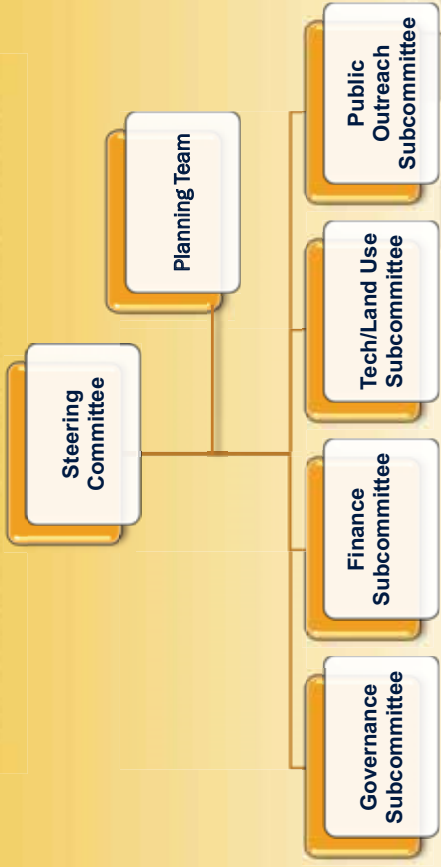 Steering
Committee
Planning Team
Governance
Subcommittee
Finance
Subcommittee
Tech/Land Use
Subcommittee
Public
Outreach
Subcommittee